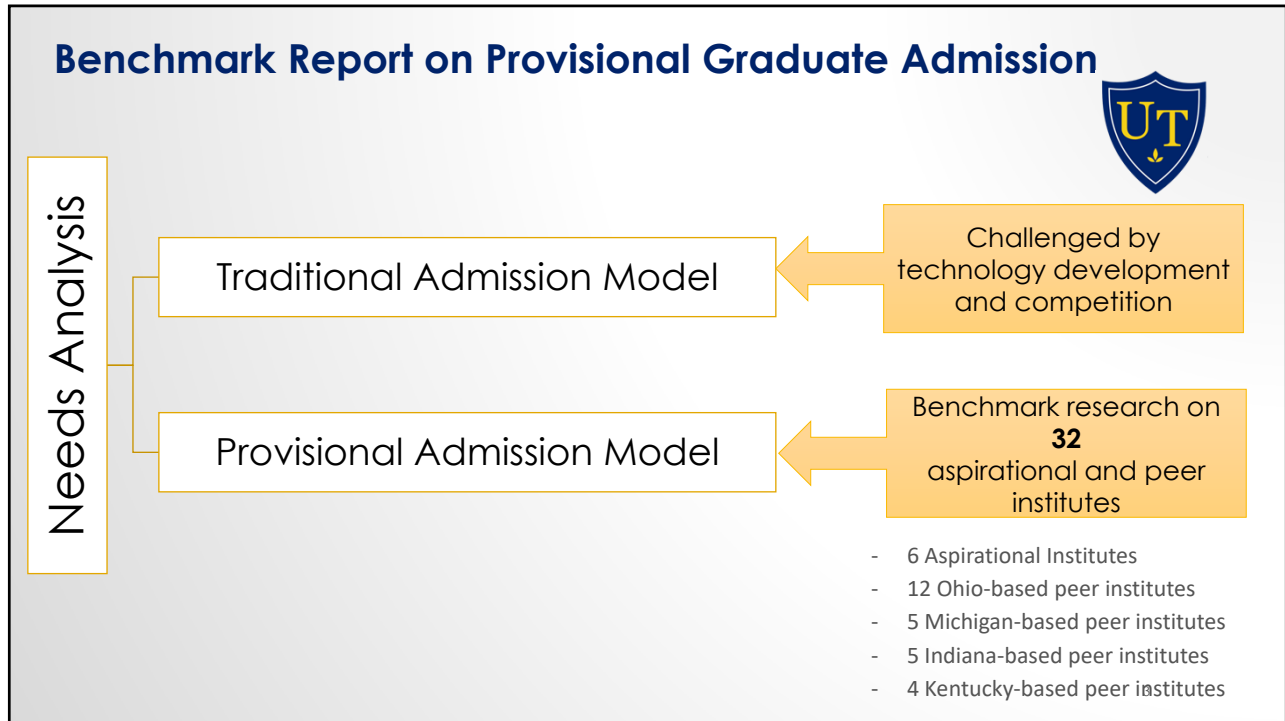 Benchmark Report on Provisional Graduate Admission
UT
Needs Analysis
Traditional Admission Model
Challenged by
technology development
and competition
Provisional Admission Model
Benchmark research on
32
aspirational and peer
institutes
- 6 Aspirational Institutes
- 12 Ohio-based peer institutes
- 5 Michigan-based peer institutes
- 5 Indiana-based peer institutes
- 4 Kentucky-based peer institutes